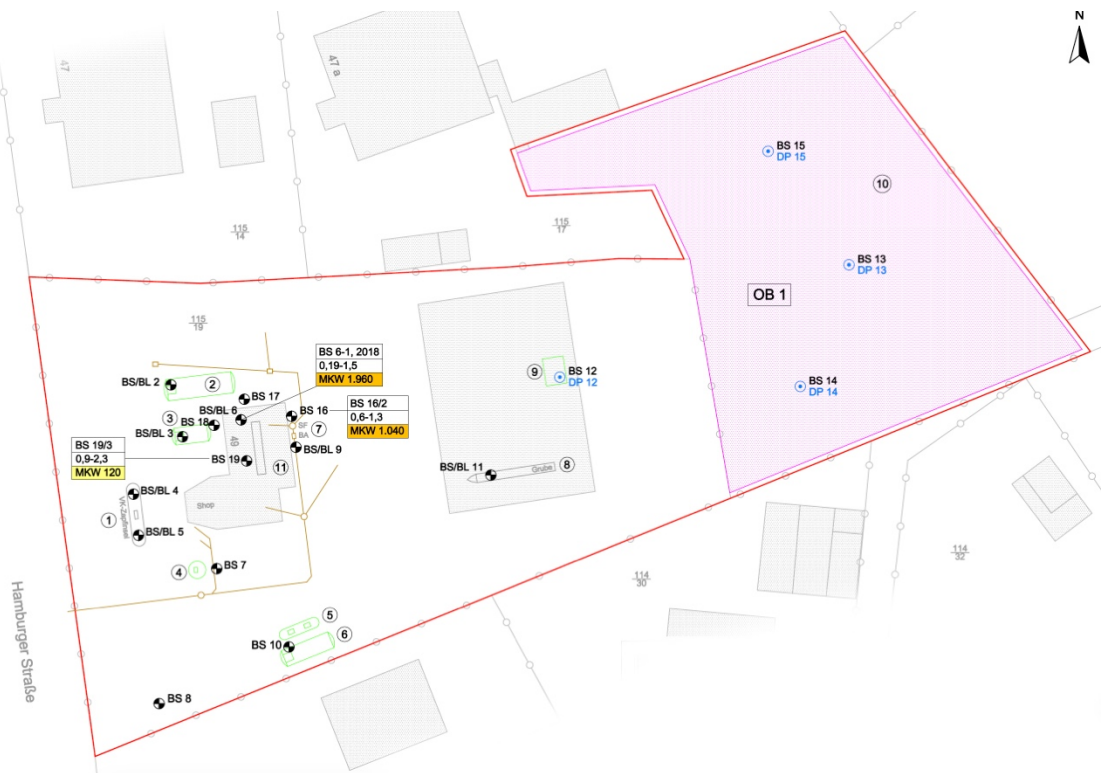 N
47
47 a
BS 15
DP 15
10
115
14
115
17
BS 13
DP 13
OB 1
115
19
BS 6-1, 2018
0,19-1,5
MKW 1.960
BS/BL 2
2
9
BS 12
DP 12
BS 14
DP 14
BS 17
BS 16/2
0,6-1,3
MKW 1.040
3
BS/BL 6
BS 16
BS 18
SF
7
BA
BS/BL 3
49
BS 19/3
0,9-2,3
MKW 120
BS/BL 9
BS 19
11
BS/BL 11
Grube
8
BS/BL 4
VK-Zapfinsel
Shop
1
BS/BL 5
4
BS 7
114
32
114
30
Hamburger Straße
5
6
BS 10
BS 8